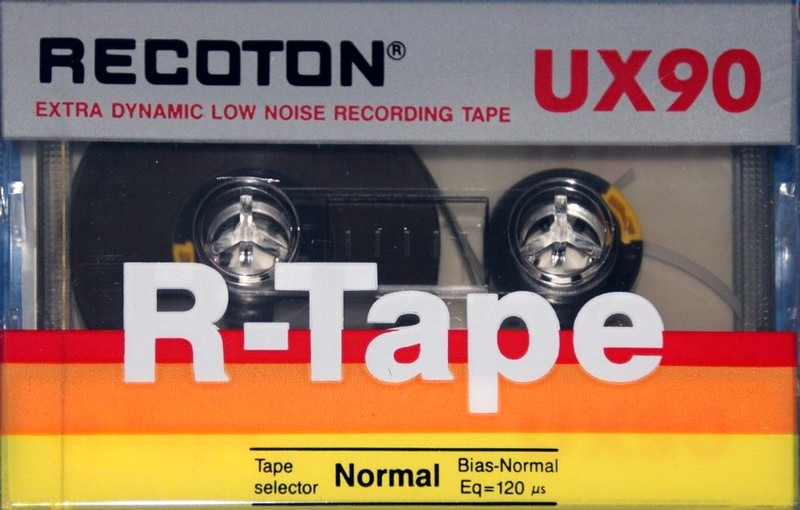 RECOTON®
UX90
EXTRA DYNAMIC LOW NOISE RECORDING TAPE
R-Tape
Tape selector Normal Bias-Normal
Eq=120 µs